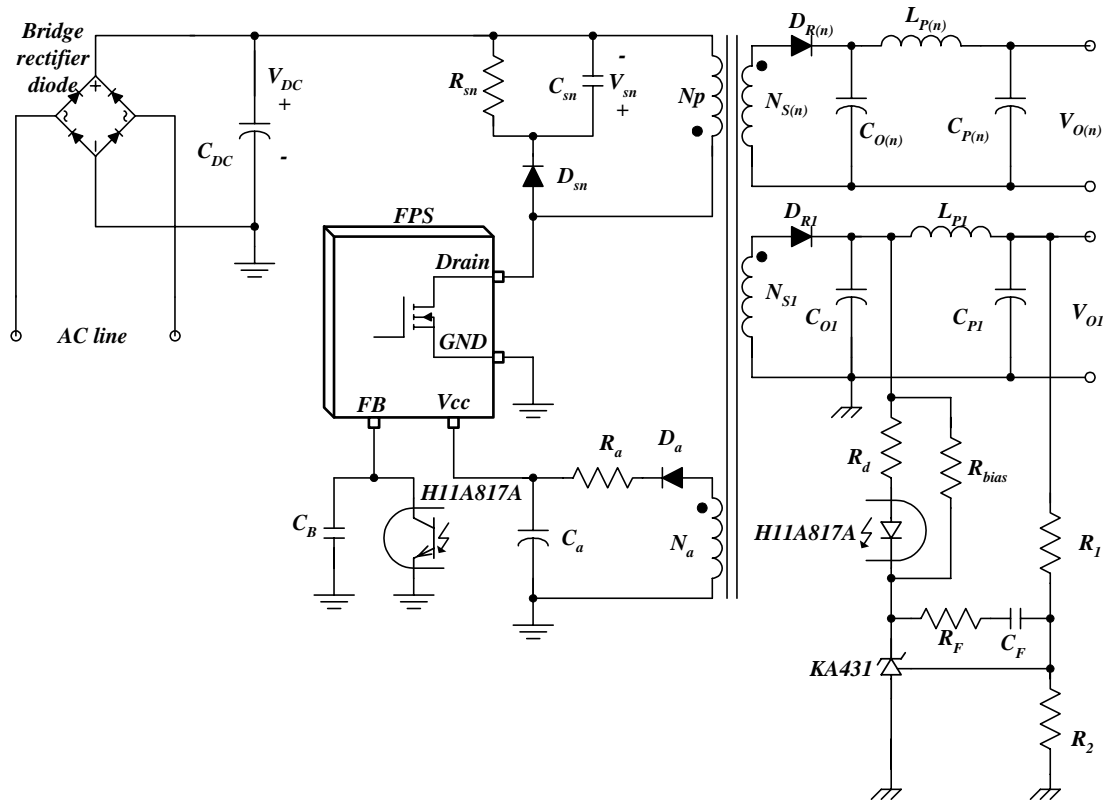 Bridge
rectifier
diode
V_DC
+
C_DC
-
AC line
R_sn
C_sn
-
V_sn
+
D_sn
Np
FPS
Drain
GND
FB
Vcc
H11A817A
C_B
R_a
D_a
C_a
N_a
D_R(n)
L_P(n)
N_S(n)
C_O(n)
C_P(n)
V_O(n)
D_R1
L_P1
N_S1
C_O1
C_P1
V_O1
R_d
R_bias
H11A817A
R_1
R_F
C_F
KA431
R_2